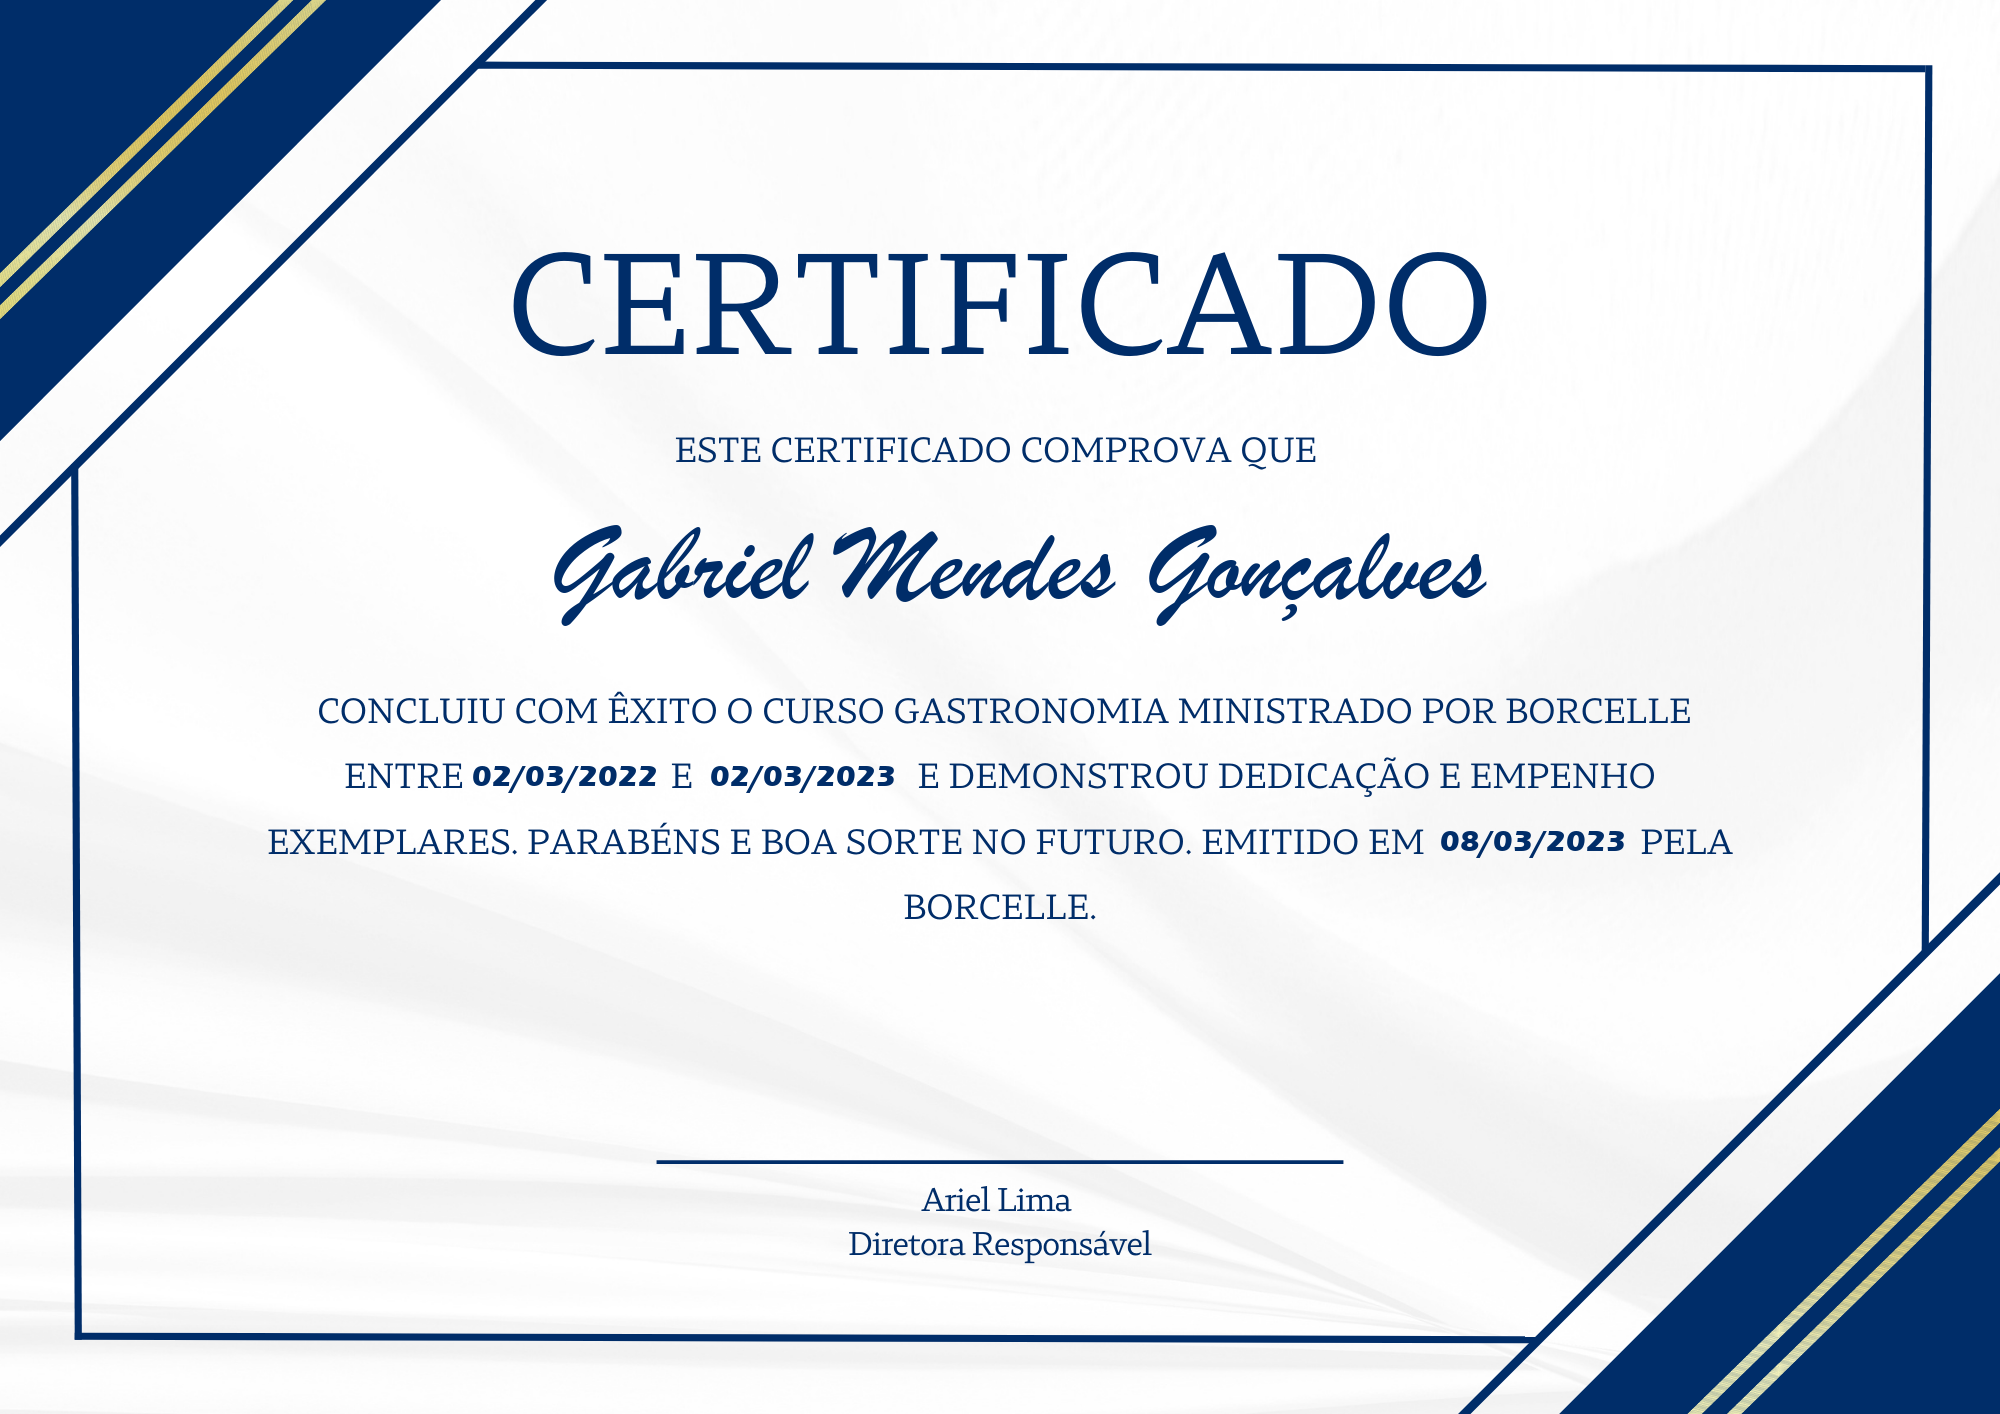 CERTIFICADO
ESTE CERTIFICADO COMPROVA QUE
Gabriel Mendes Gonçalves
CONCLUIU COM ÊXITO O CURSO GASTRONOMIA MINISTRADO POR BORCELLE
ENTRE 02/03/2022 E 02/03/2023 E DEMONSTROU DEDICAÇÃO E EMPENHO
EXEMPLARES. PARABÉNS E BOA SORTE NO FUTURO. EMITIDO EM 08/03/2023 PELA
BORCELLE.
Ariel Lima
Diretora Responsável